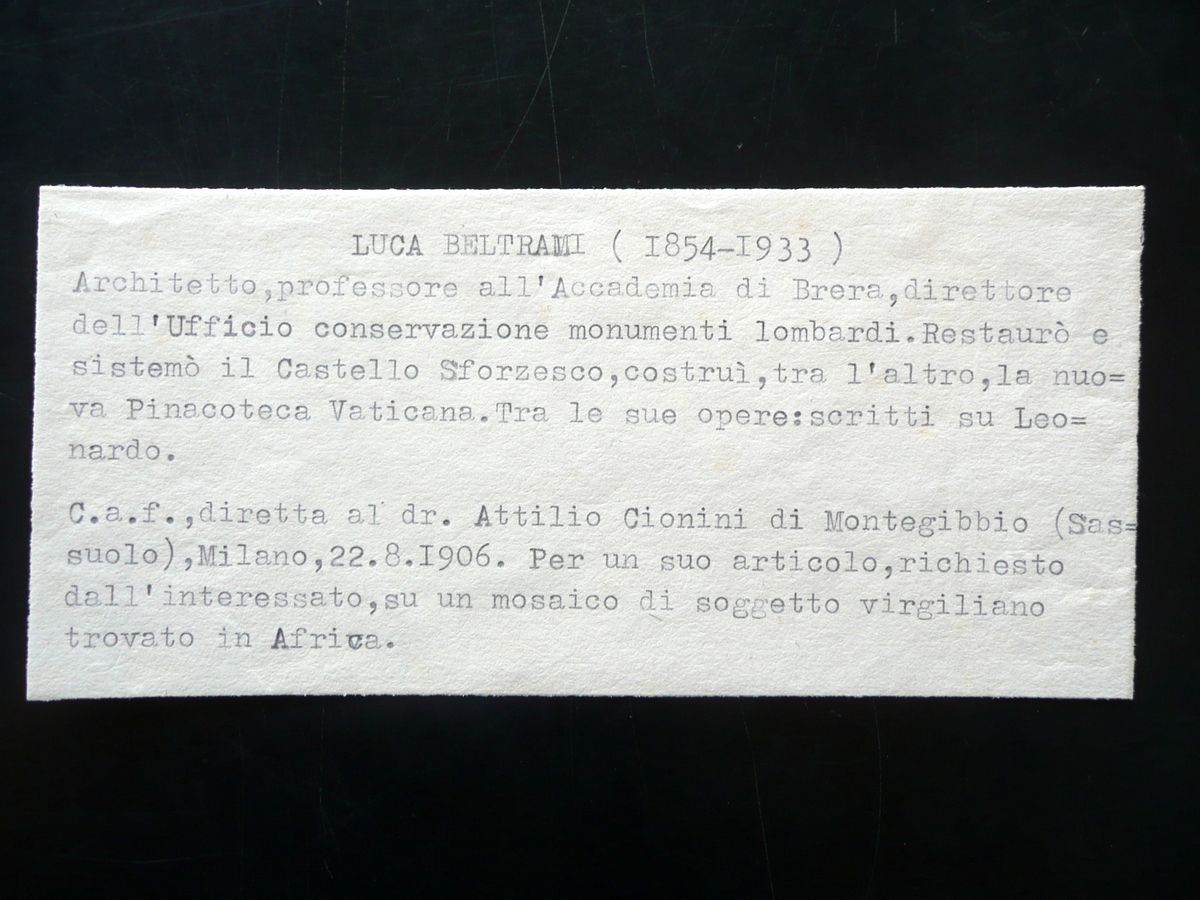 LUCA BELTRAMI ( I854-I933 )
Architetto,professore all'Accademia di Brera,direttore
dell'Ufficio conservazione monumenti lombardi.Restaurò e
sistemò il Castello Sforzesco,costruì,tra l'altro,la nuo=
va Pinacoteca Vaticana.Tra le sue opere:scritti su Leo=
nardo.
C.a.f.,diretta al dr. Attilio Cionini di Montegibbio (Sas=
suolo),Milano,22.8.I906. Per un suo articolo,richiesto
dall'interessato,su un mosaico di soggetto virgiliano
trovato in Africa.